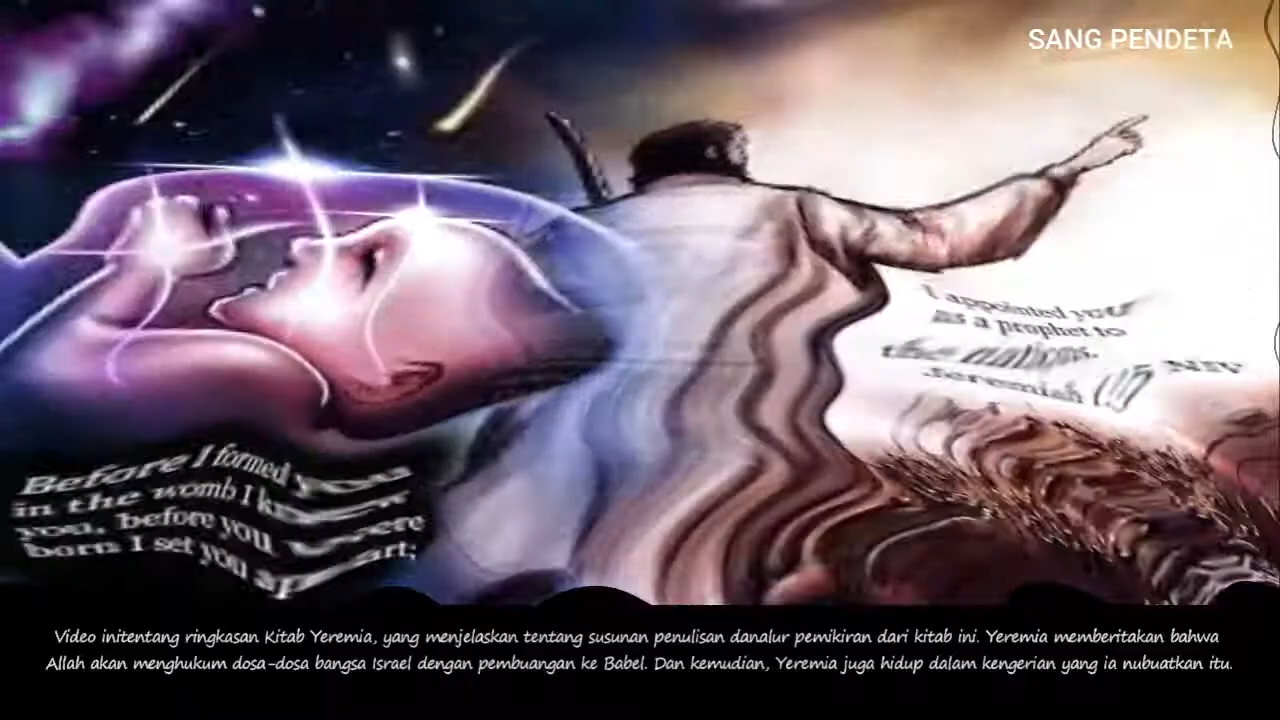 SANG PENDETA
I appointed you
as a prophet to
the nations.
Jeremiah NIV
Before I formed you
in the womb I knew
you, before you were
born I set you apart;
Video initentang ringkasan Kitab Yeremia, yang menjelaskan tentang susunan penulisan danalur pemikiran dari kitab ini. Yeremia memberitakan bahwa
Allah akan menghukum dosa-dosa bangsa Israel dengan pembuangan ke Babel. Dan kemudian, Yeremia juga hidup dalam kengerian yang ia nubuatkan itu.